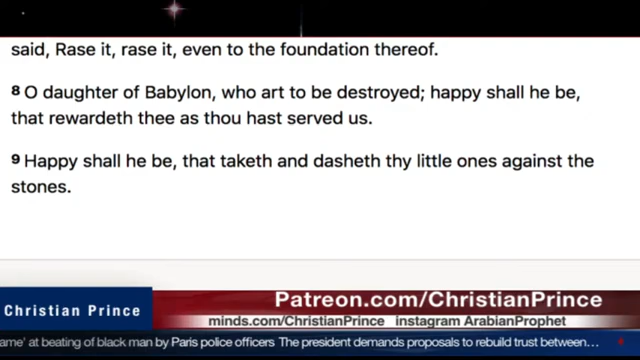 said, Rase it, rase it, even to the foundation thereof.
8 O daughter of Babylon, who art to be destroyed; happy shall he be,
that rewardeth thee as thou hast served us.
9 Happy shall he be, that taketh and dasheth thy little ones against the
stones.
Patreon.com/ChristianPrince
Christian Prince
minds.com/ChristianPrince instagram ArabianProphet
ame' at beating of black man by Paris police officers The president demands proposals to rebuild trust between...